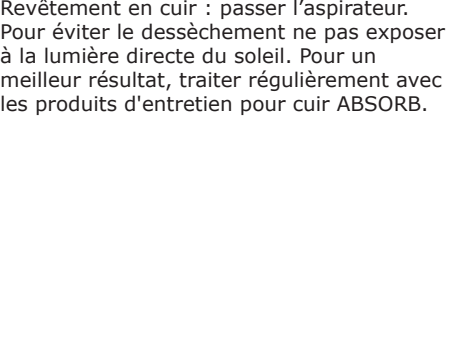 Revêtement en cuir : passer l’aspirateur.
Pour éviter le dessèchement ne pas exposer
à la lumière directe du soleil. Pour un
meilleur résultat, traiter régulièrement avec
les produits d'entretien pour cuir ABSORB.